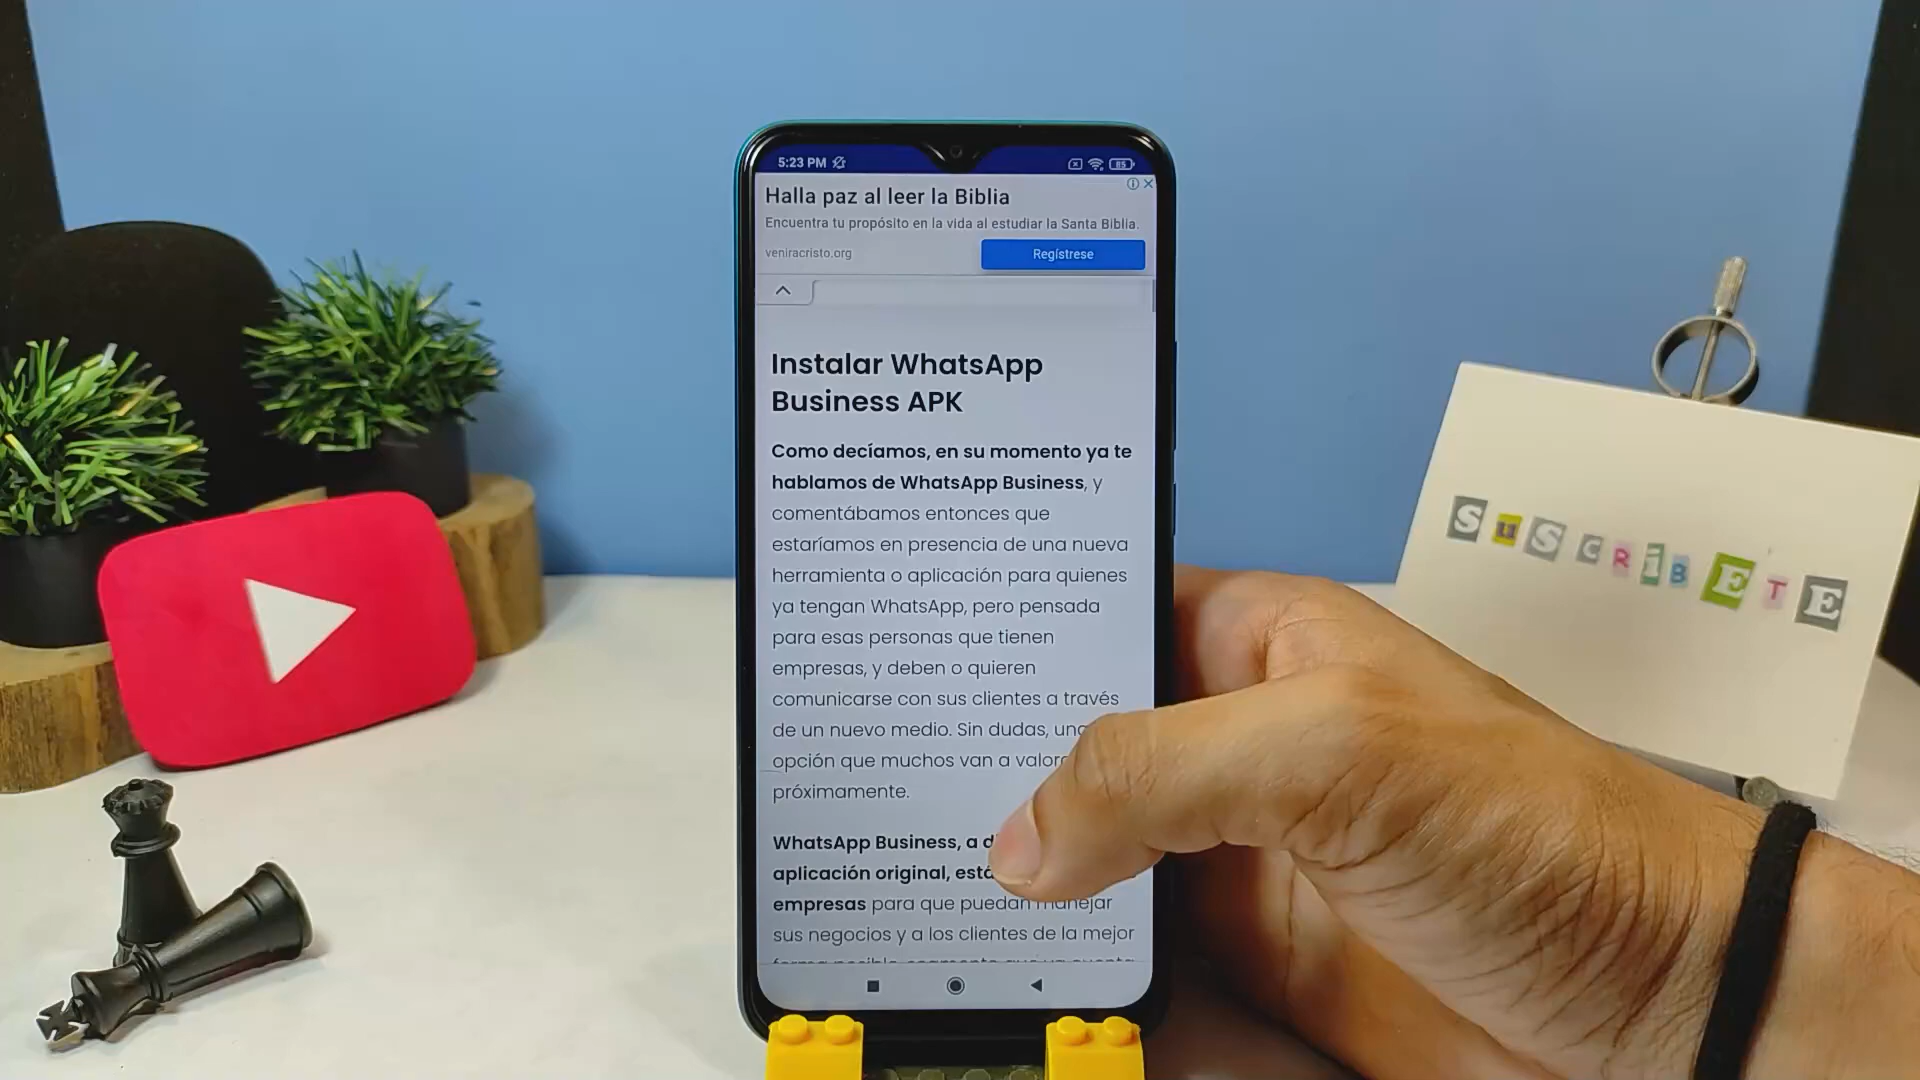 5:23 PM
85
Halla paz al leer la Biblia
Encuentra tu propósito en la vida al estudiar la Santa Biblia.
veniracristo.org
Regístrese
Instalar WhatsApp
Business APK
Como decíamos, en su momento ya te
hablamos de WhatsApp Business, y
comentábamos entonces que
estaríamos en presencia de una nueva
herramienta o aplicación para quienes
ya tengan WhatsApp, pero pensada
para esas personas que tienen
empresas, y deben o quieren
comunicarse con sus clientes a través
de un nuevo medio. Sin dudas, una
opción que muchos van a valorar
próximamente.
WhatsApp Business, a
aplicación original, está
empresas para que puedan manejar
sus negocios y a los clientes de la mejor
SuSCRiBETE